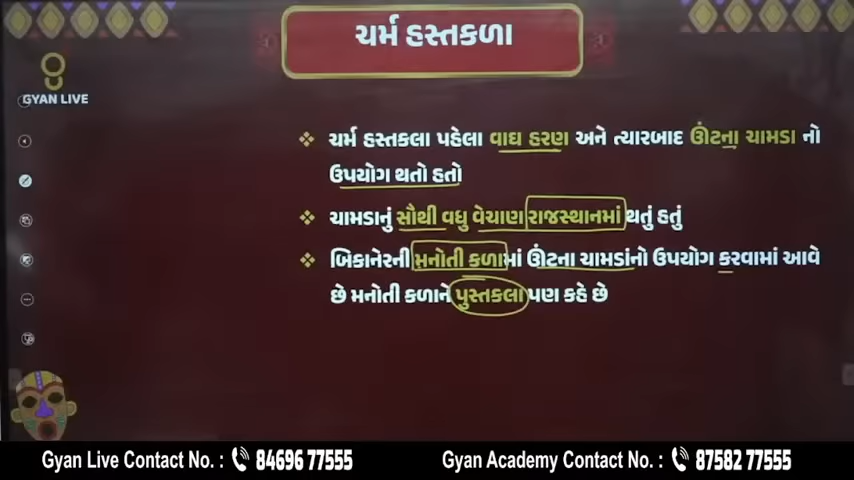 ચર્મ હસ્તકળા
GYAN LIVE
❖ ચર્મ હસ્તકલા પહેલા વાઘ હરણ અને ત્યારબાદ ઊંટના ચામડા નો
ઉપયોગ થતો હતો
❖ ચામડાનું સૌથી વધુ વેચાણ રાજસ્થાનમાં થતું હતું
❖ બિકાનેરની મનોતી કળામાં ઊંટના ચામડાંનો ઉપયોગ કરવામાં આવે
છે મનોતી કળાને પુસ્તકલા પણ કહે છે
Gyan Live Contact No. : 84696 77555
Gyan Academy Contact No. : 87582 77555